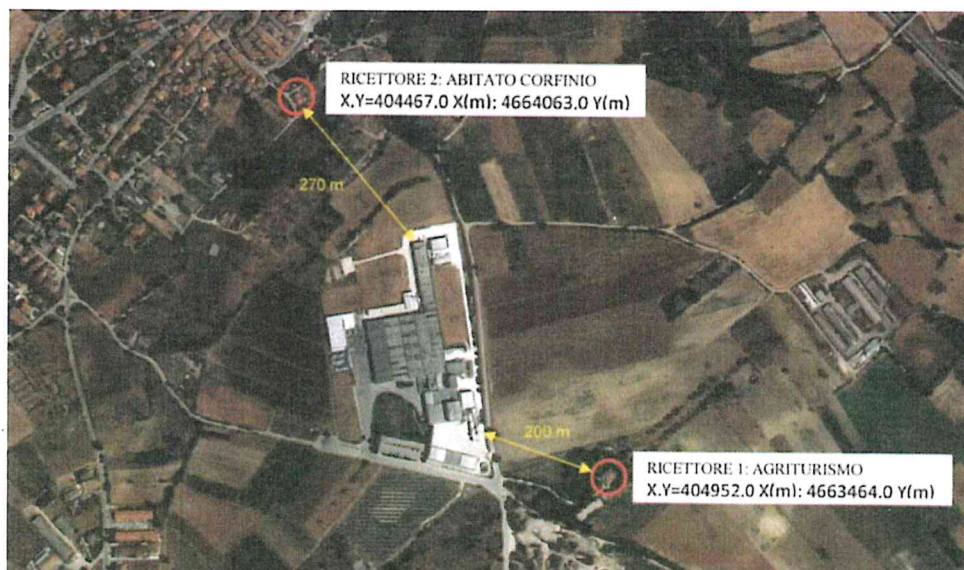 RICETTORE 2: ABITATO CORFINIO
X,Y=404467.0 X(m); 4664063.0 Y(m)
270 m
200 m
RICETTORE 1: AGRITURISMO
X,Y=404952.0 X(m); 4663464.0 Y(m)